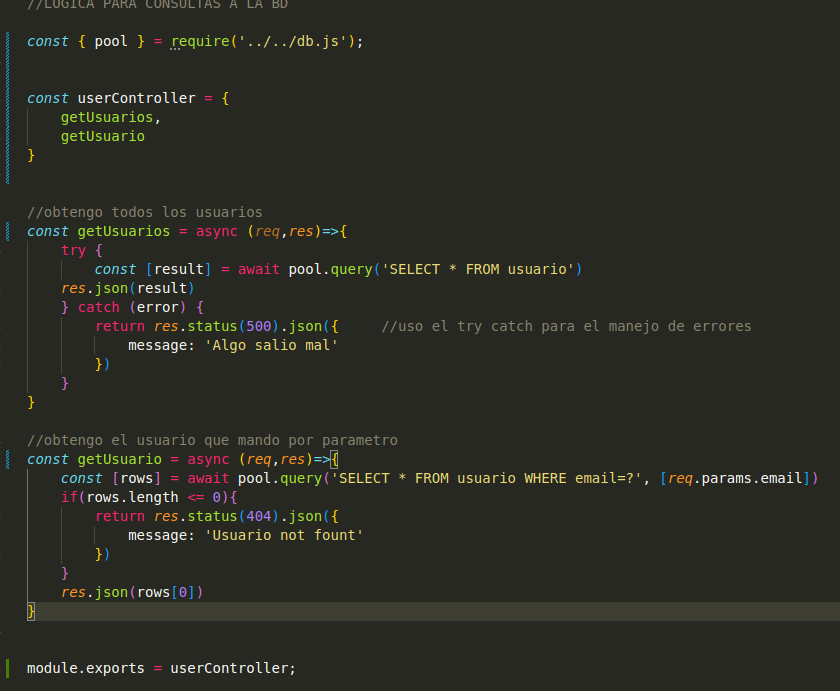 //LOGICA PARA CONSULTAS A LA BD
const { pool } = require('../../db.js');
const userController = {
    getUsuarios,
    getUsuario
}
//obtengo todos los usuarios
const getUsuarios = async (req,res)=>{
    try {
        const [result] = await pool.query('SELECT * FROM usuario')
    res.json(result)
    } catch (error) {
        return res.status(500).json({     //uso el try catch para el manejo de errores
            message: 'Algo salio mal'
        })
    }
}
//obtengo el usuario que mando por parametro
const getUsuario = async (req,res)=>{
    const [rows] = await pool.query('SELECT * FROM usuario WHERE email=?', [req.params.email])
    if(rows.length <= 0){
        return res.status(404).json({
            message: 'Usuario not fount'
        })
    }
    res.json(rows[0])
}
module.exports = userController;